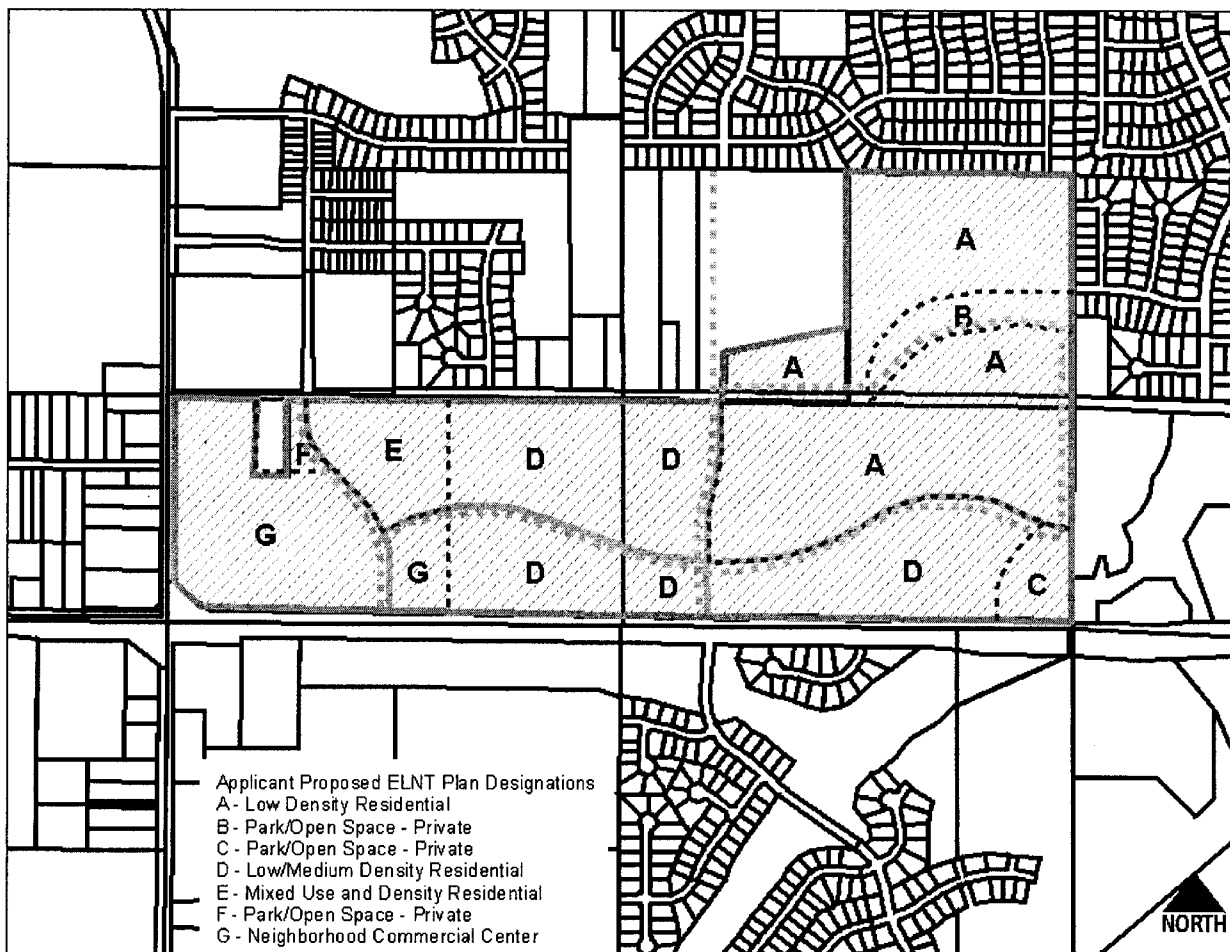 A
B
A
A
F
E
D
D
A
G
G
D
D
D
C
Applicant Proposed ELNT Plan Designations
A - Low Density Residential
B - Park/Open Space - Private
C - Park/Open Space - Private
D - Low/Medium Density Residential
E - Mixed Use and Density Residential
F - Park/Open Space - Private
G - Neighborhood Commercial Center
NORTH